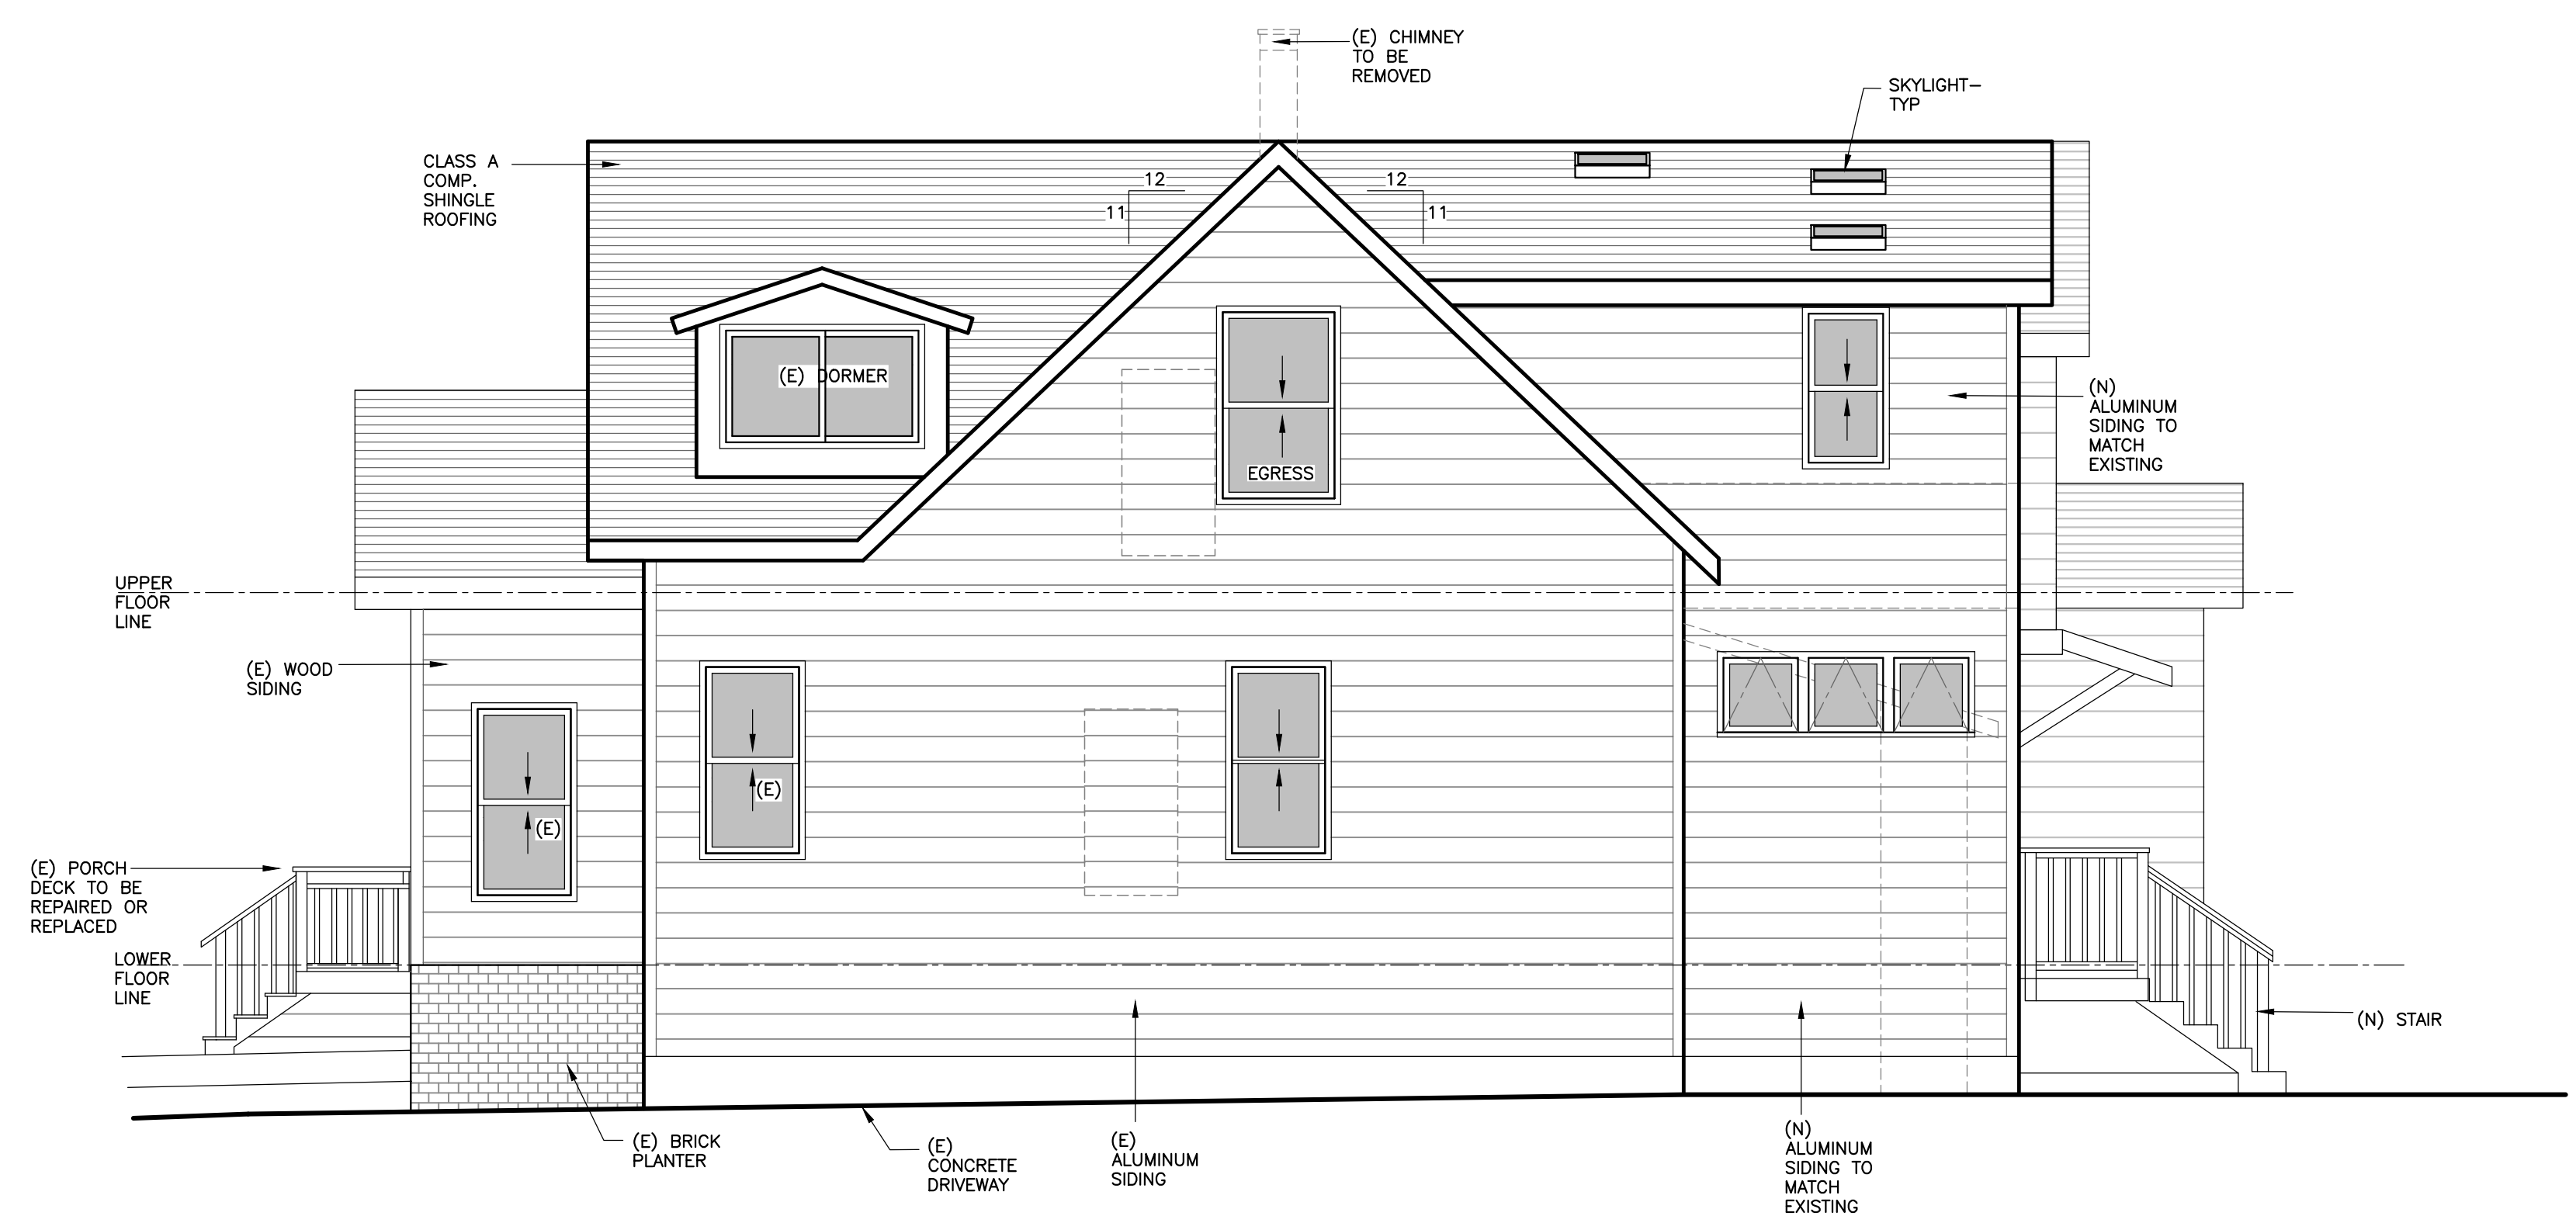 (E) CHIMNEY
TO BE
REMOVED
SKYLIGHT-
TYP
CLASS A
COMP.
SHINGLE
ROOFING
12
11
12
11
(E) DORMER
EGRESS
(N)
ALUMINUM
SIDING TO
MATCH
EXISTING
UPPER
FLOOR
LINE
(E) WOOD
SIDING
(E)
(E)
(E) PORCH
DECK TO BE
REPAIRED OR
REPLACED
LOWER
FLOOR
LINE
(N) STAIR
(E) BRICK
PLANTER
(E)
CONCRETE
DRIVEWAY
(E)
ALUMINUM
SIDING
(N)
ALUMINUM
SIDING TO
MATCH
EXISTING